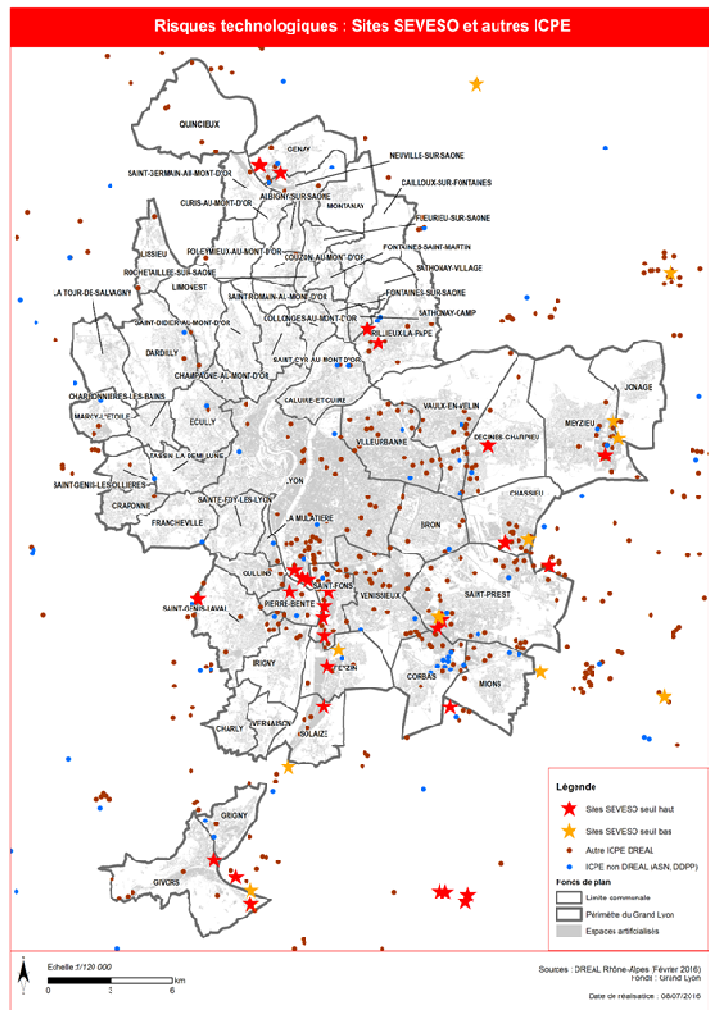 Risques technologiques : Sites SEVESO et autres ICPE
QUINCIEUX
GENAY
NEUVILLE-SUR-SAONE
SAINT-GERMAIN-AU-MONT-D'OR
CAILLOUX-SUR-FONTAINES
ALBIGNY-SUR-SAONE
CURIS-AU-MONT-D'OR
MONTANAY
FLEURIEU-SUR-SAONE
FONTAINES-SAINT-MARTIN
LISSIEU
POLEYMIEUX-AU-MONT-D'OR
COUZON-AU-MONT-D'OR
SATHONAY-VILLAGE
ROCHETAILLEE-SUR-SAONE
LIMONEST
LA TOUR-DE-SALVAGNY
SAINT-ROMAIN-AU-MONT-D'OR
FONTAINES-SUR-SAONE
SATHONAY-CAMP
COLLONGES-AU-MONT-D'OR
SAINT-DIDIER-AU-MONT-D'OR
RILLIEUX-LA-PAPE
DARDILLY
SAINT-CYR-AU-MONT-D'OR
CHAMPAGNE-AU-MONT-D'OR
JONAGE
CHARBONNIERES-LES-BAINS
CALUIRE-ET-CUIRE
VAULX-EN-VELIN
MARCY-L'ETOILE
ECULLY
MEYZIEU
VILLEURBANNE
DECINES-CHARPIEU
TASSIN-LA-DEMI-LUNE
SAINT-GENIS-LES-OLLIERES
LYON
CHASSIEU
CRAPONNE
SAINTE-FOY-LES-LYON
FRANCHEVILLE
LA MULATIERE
BRON
OULLINS
SAINT-FONS
VENISSIEUX
SAINT-PRIEST
SAINT-GENIS-LAVAL
PIERRE-BENITE
IRIGNY
FEYZIN
CORBAS
MIONS
CHARLY
VERNAISON
SOLAIZE
GRIGNY
GIVORS
Légende
Sites SEVESO seuil haut
Sites SEVESO seuil bas
Autre ICPE DREAL
ICPE non DREAL (ASN, DDPP)
Fonds de plan
Limite communale
Périmètre du Grand Lyon
Espaces artificialisés
N
Echelle 1/120 000
0 3 6 km
Sources : DREAL Rhône-Alpes (Février 2016)
Fonds : Grand Lyon
Date de réalisation : 08/07/2016